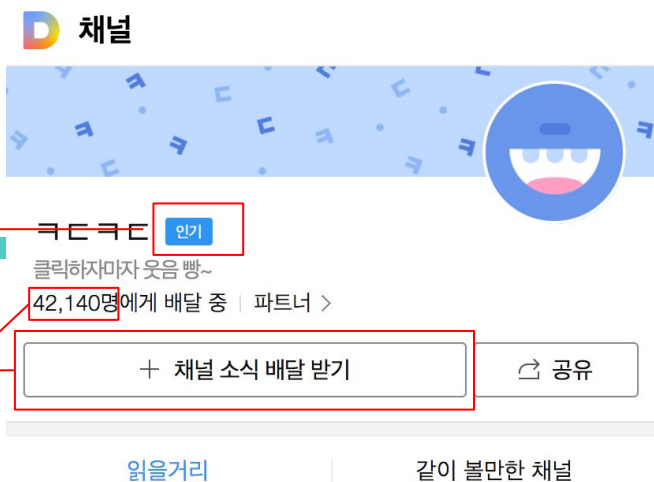 채널
ㅋㄷㅋㄷ 인기
클릭하자마자 웃음 빵~
42,140명에게 배달 중 | 파트너 >
+ 채널 소식 배달 받기
공유
읽을거리
같이 볼만한 채널